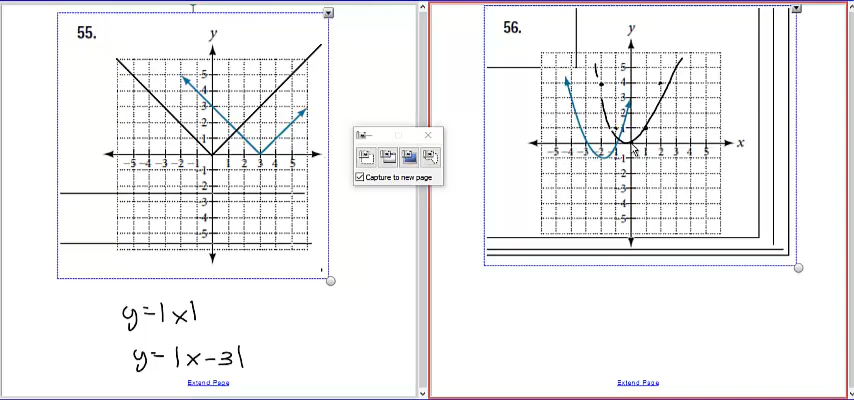 55.
y
5
4
3
2
1
-5 -4 -3 -2 -1 1 2 3 4 5
-1
-2
-3
-4
-5
y = |x|
y = |x - 3|
Extend Page
Capture to new page
56.
y
5
4
3
2
1
-5 -4 -3 -2 1 2 3 4 5 x
-1
-2
-3
-4
-5
Extend Page